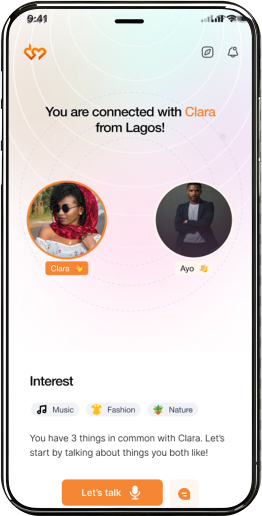 9:41
You are connected with Clara
from Lagos!
Clara 👋
Ayo 👋
Interest
Music
Fashion
Nature
You have 3 things in common with Clara. Let's
start by talking about things you both like!
Let's talk